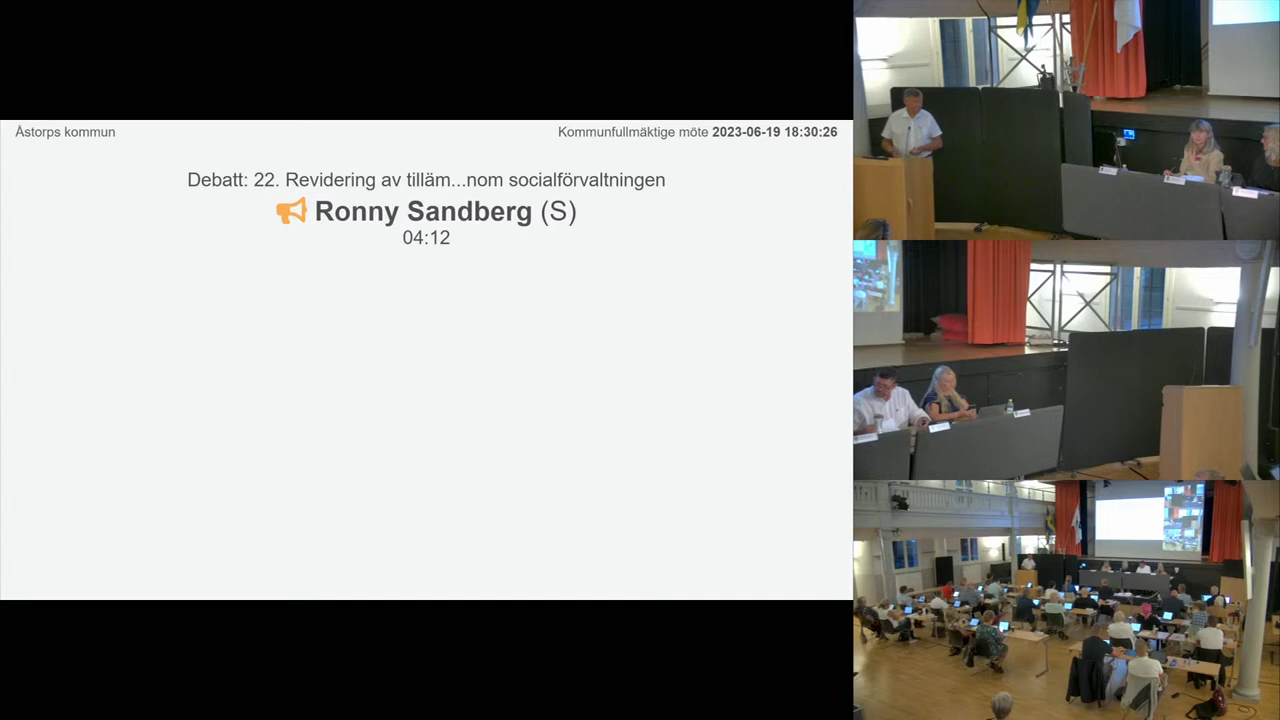 Åstorps kommun
Kommunfullmäktige möte 2023-06-19 18:30:26
Debatt: 22. Revidering av tilläm...nom socialförvaltningen
Ronny Sandberg (S)
04:12